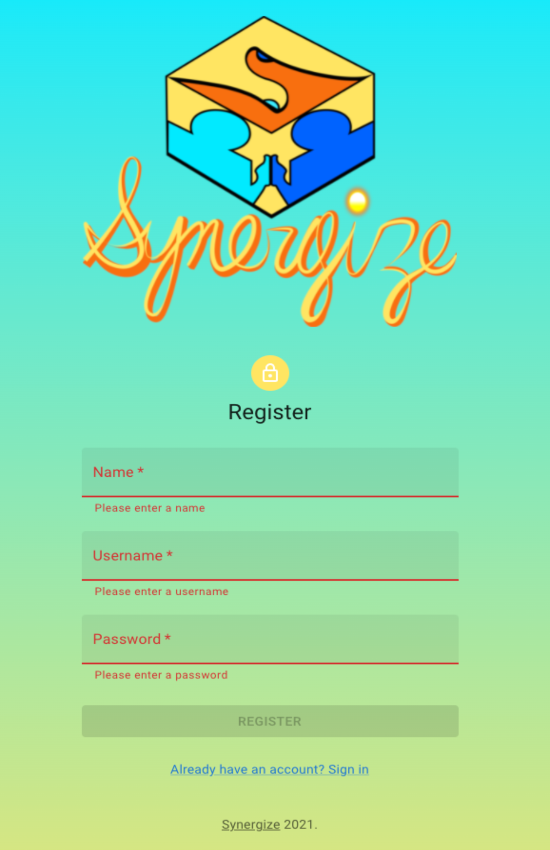 Synergize
Register
Name *
Please enter a name
Username *
Please enter a username
Password *
Please enter a password
REGISTER
Already have an account? Sign in
Synergize 2021.